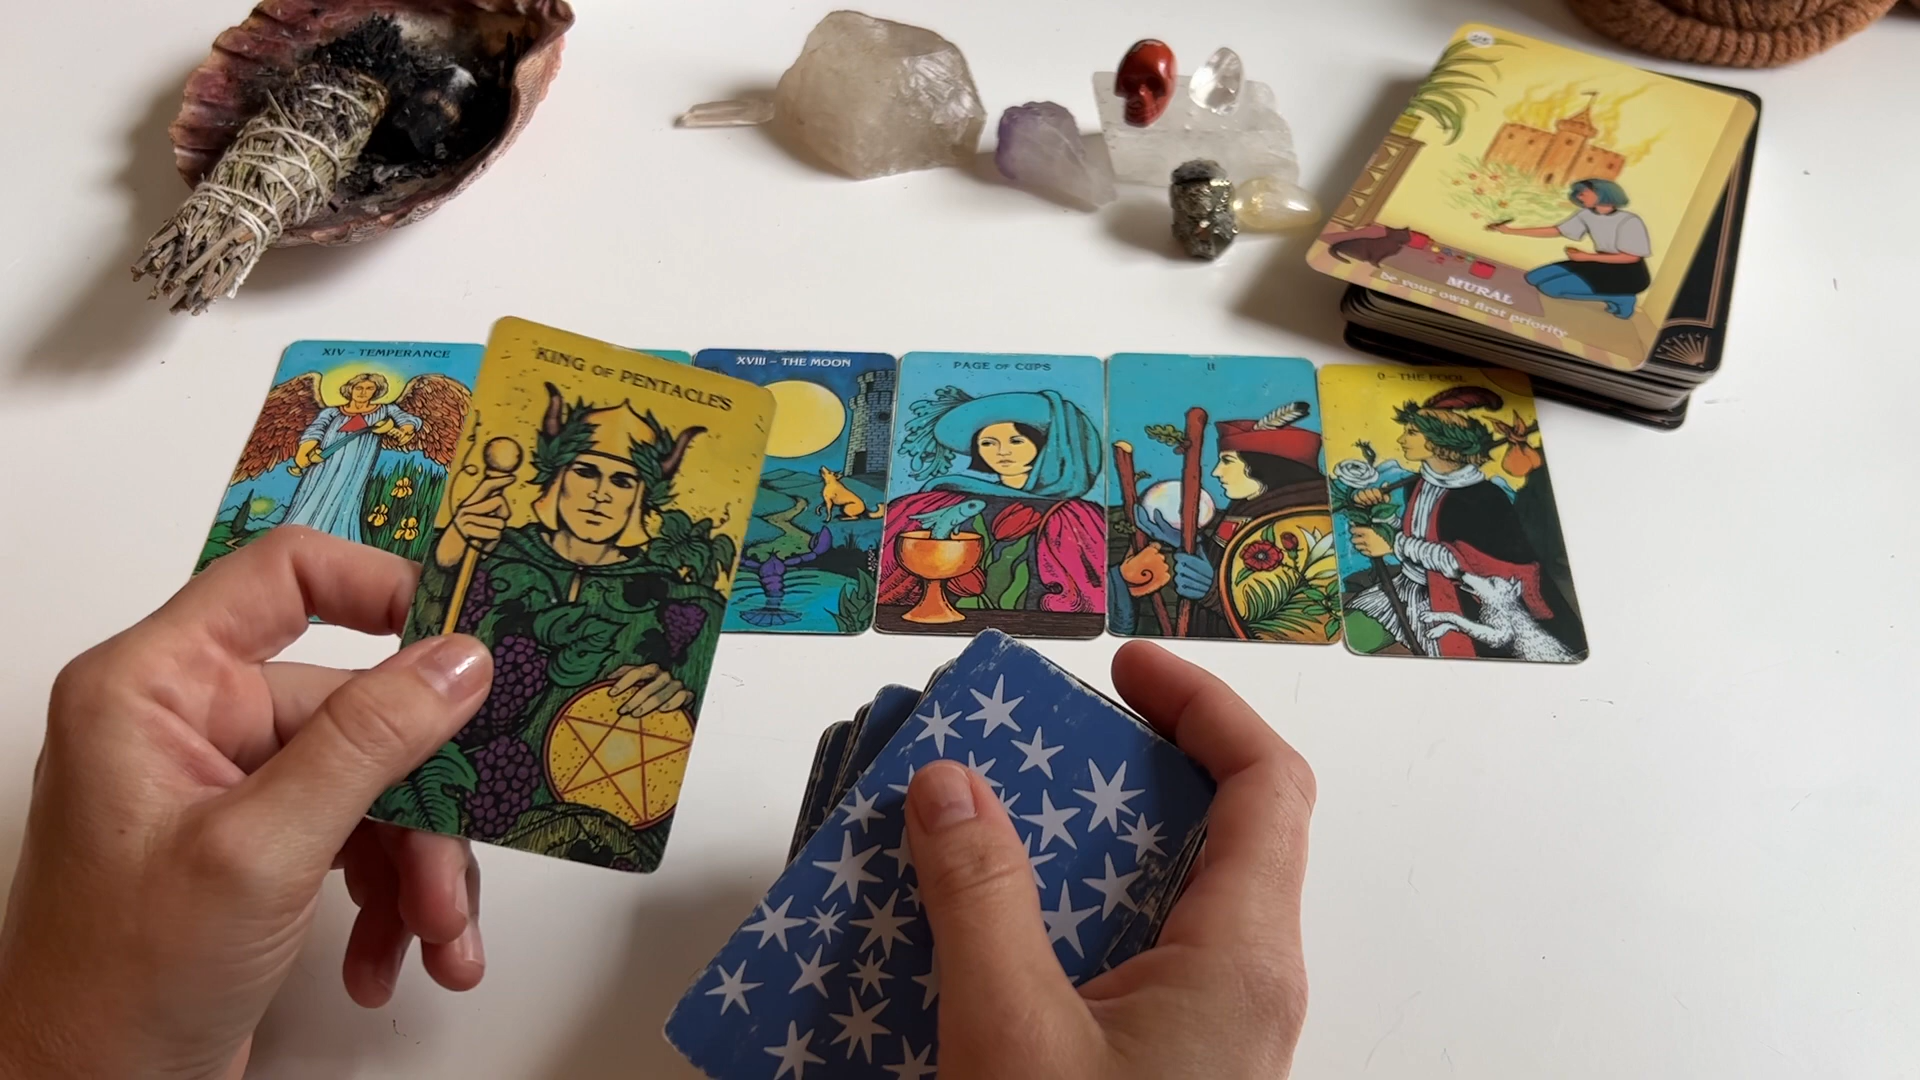 XIV – TEMPERANCE
KING OF PENTACLES
XVIII – THE MOON
PAGE OF CUPS
II
0 – THE FOOL
MURAL
be your own first priority